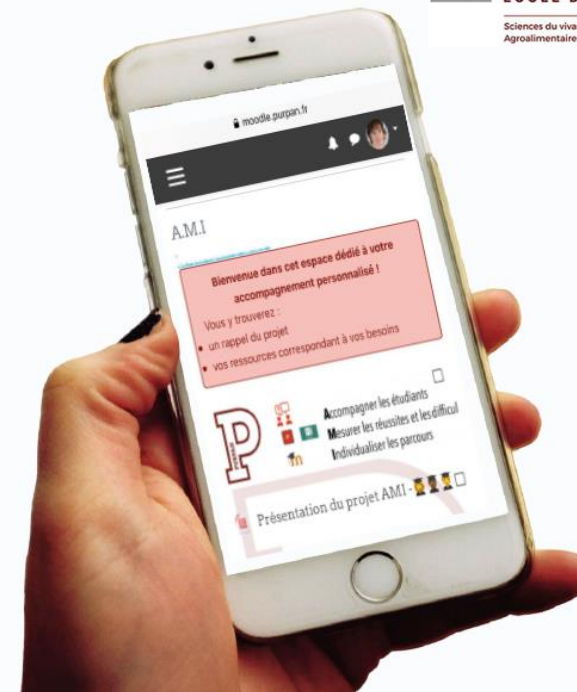 Sciences du viva
Agroalimentaire
moodle.purpan.fr
A.M.I
Bienvenue dans cet espace dédié à votre
accompagnement personnalisé !
Vous y trouverez :
un rappel du projet
vos ressources correspondant à vos besoins
P
PURPAN
Accompagner les étudiants
Mesurer les réussites et les difficul
Individualiser les parcours
Présentation du projet AMI -